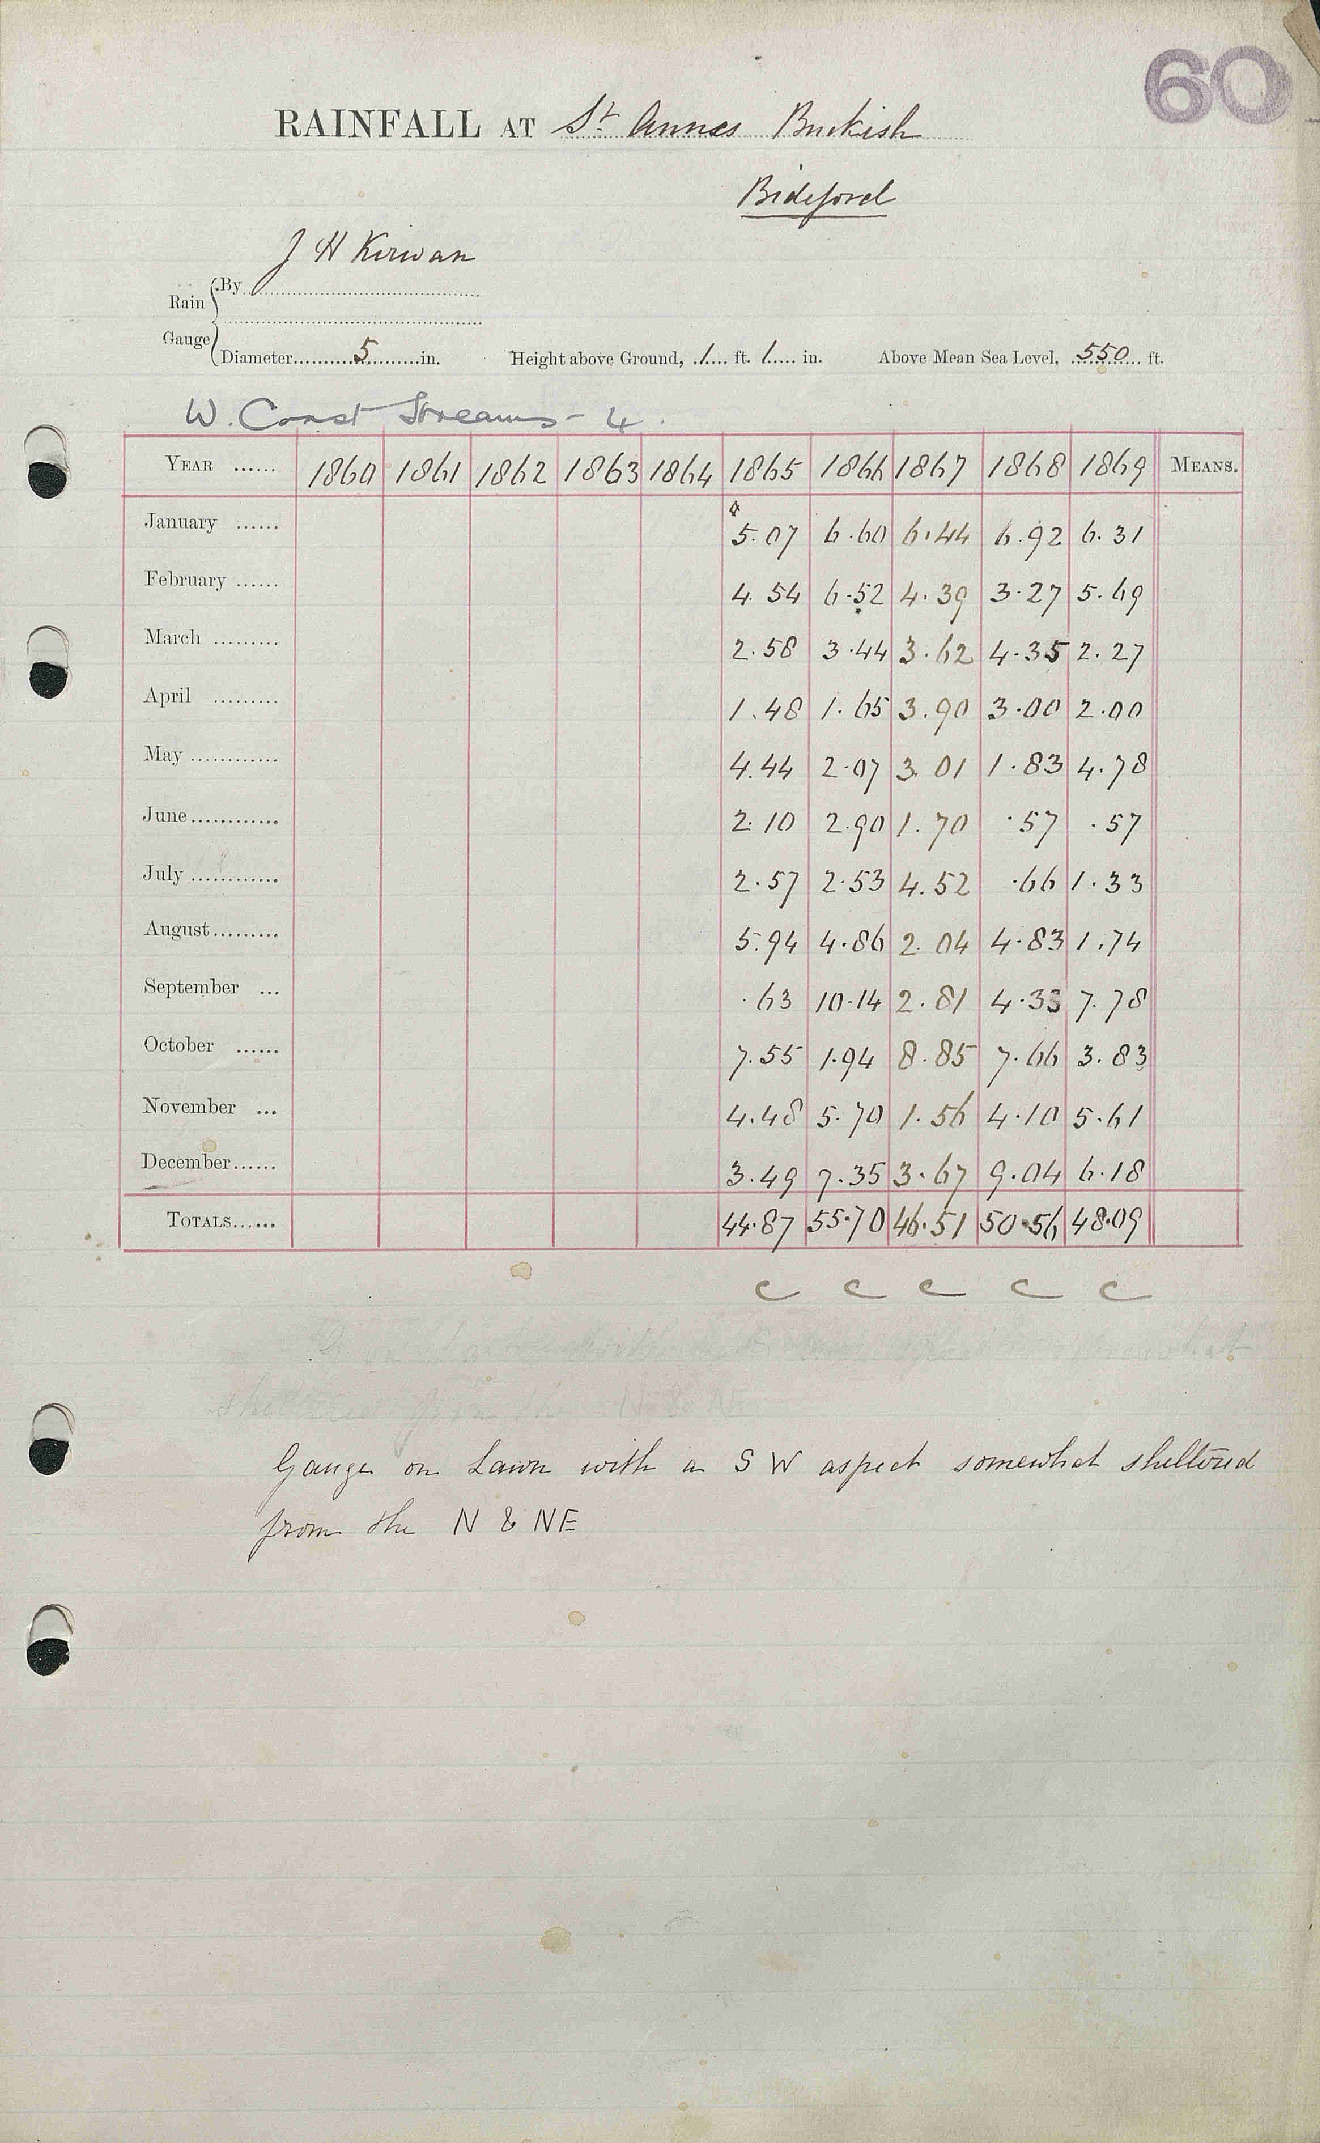 60
RAINFALL AT St Annes Buckish
Bideford
J H Kirwan
Rain Gauge By
Diameter 5 in. Height above Ground, 1 ft. 1 in. Above Mean Sea Level, 550 ft.
W. Coast Streams - 4.
YEAR 1860 1861 1862 1863 1864 1865 1866 1867 1868 1869 MEANS.
January 5.07 6.60 6.44 6.92 6.31
February 4.54 6.52 4.39 3.27 5.69
March 2.58 3.44 3.62 4.35 2.27
April 1.48 1.65 3.90 3.00 2.00
May 4.44 2.07 3.01 1.83 4.78
June 2.10 2.90 1.70 .57 .57
July 2.57 2.53 4.52 .66 1.33
August 5.94 4.86 2.04 4.83 1.74
September .63 10.14 2.81 4.33 7.78
October 7.55 1.94 8.85 7.66 3.83
November 4.48 5.70 1.56 4.10 5.61
December 3.49 7.35 3.67 9.04 6.18
TOTALS 44.87 55.70 46.51 50.56 48.09
c c c c c
Gauge on Lawn with a S W aspect somewhat sheltered
from the N & NE